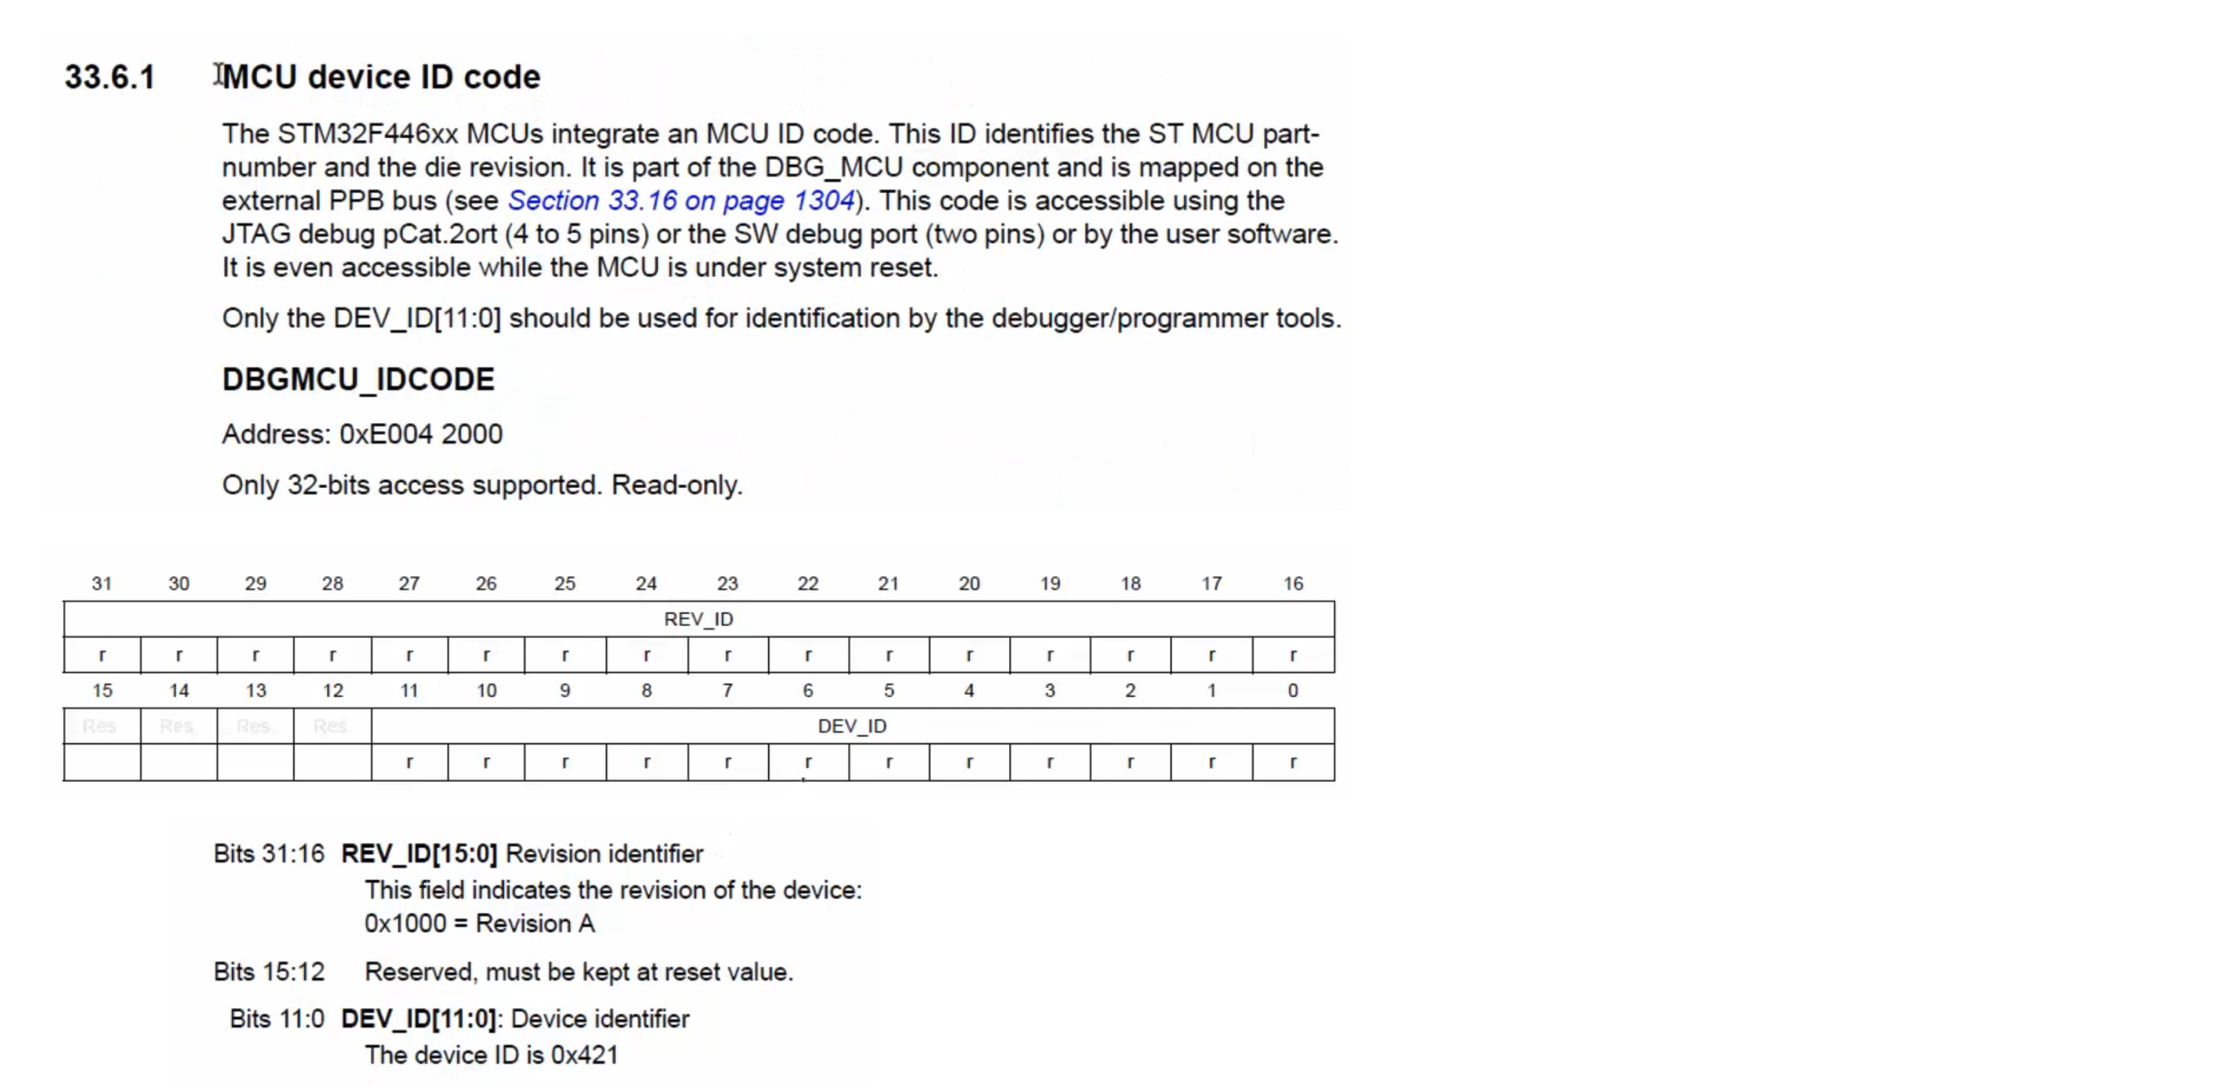 33.6.1 MCU device ID code
The STM32F446xx MCUs integrate an MCU ID code. This ID identifies the ST MCU part-
number and the die revision. It is part of the DBG_MCU component and is mapped on the
external PPB bus (see Section 33.16 on page 1304). This code is accessible using the
JTAG debug pCat.2ort (4 to 5 pins) or the SW debug port (two pins) or by the user software.
It is even accessible while the MCU is under system reset.
Only the DEV_ID[11:0] should be used for identification by the debugger/programmer tools.
DBGMCU_IDCODE
Address: 0xE004 2000
Only 32-bits access supported. Read-only.
31 30 29 28 27 26 25 24 23 22 21 20 19 18 17 16
REV_ID
r r r r r r r r r r r r r r r r
15 14 13 12 11 10 9 8 7 6 5 4 3 2 1 0
Res. Res. Res. Res. DEV_ID
r r r r r r r r r r r r
Bits 31:16 REV_ID[15:0] Revision identifier
This field indicates the revision of the device:
0x1000 = Revision A
Bits 15:12 Reserved, must be kept at reset value.
Bits 11:0 DEV_ID[11:0]: Device identifier
The device ID is 0x421